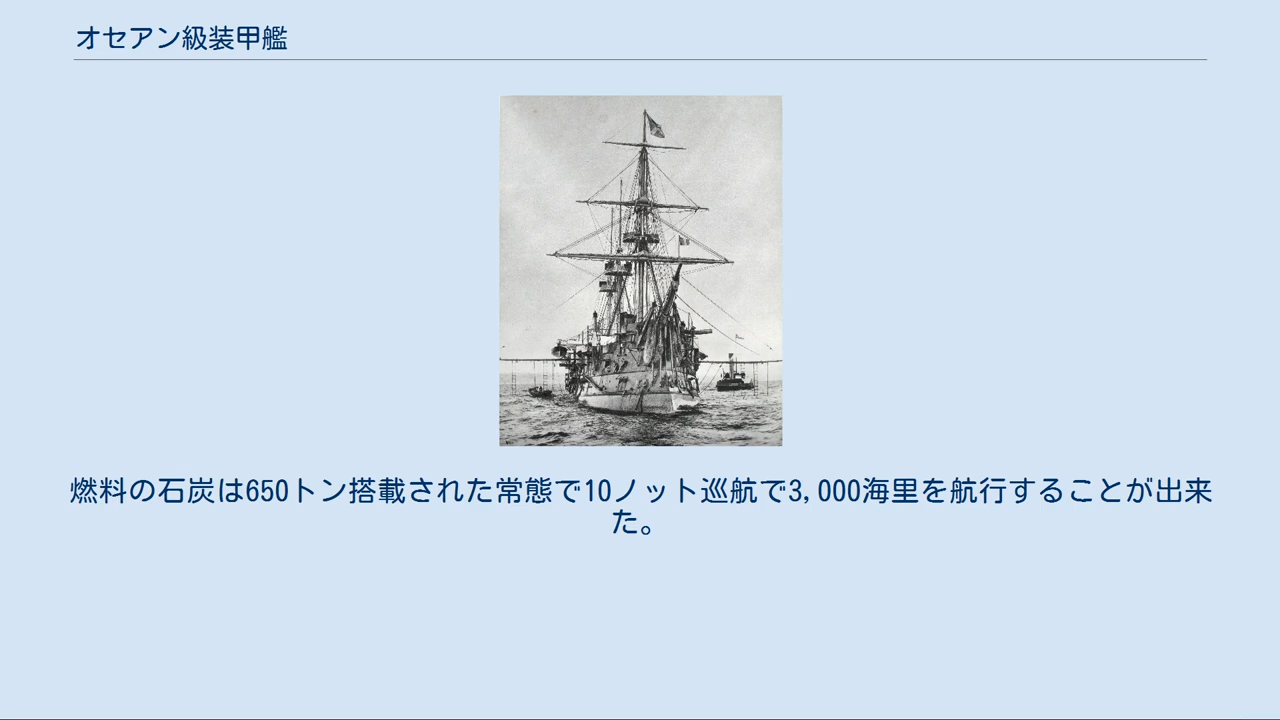 オセアン級装甲艦
燃料の石炭は650トン搭載された常態で10ノット巡航で3,000海里を航行することが出来
た。